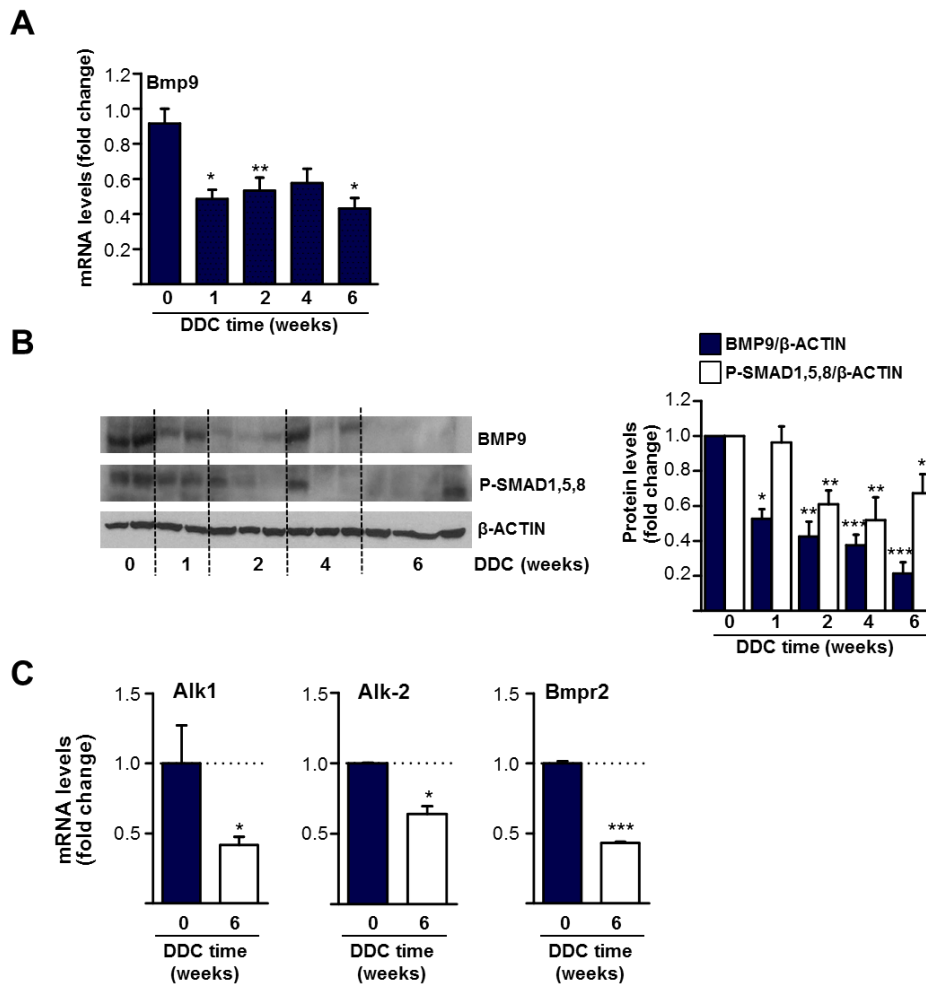 A
Bmp9
mRNA levels (fold change)
1.2
1.0
0.8
0.6
0.4
0.2
*
**
*
0 1 2 4 6
DDC time (weeks)
B
BMP9
P-SMAD1,5,8
β-ACTIN
0 1 2 4 6 DDC (weeks)
BMP9/β-ACTIN
P-SMAD1,5,8/β-ACTIN
Protein levels
(fold change)
1.2
1.0
0.8
0.6
0.4
0.2
*
**
**
***
**
***
*
0 1 2 4 6
DDC time (weeks)
C
mRNA levels
(fold change)
Alk1
1.5
1.0
0.5
*
0 6
DDC time
(weeks)
Alk-2
1.5
1.0
0.5
*
0 6
DDC time
(weeks)
Bmpr2
1.5
1.0
0.5
***
0 6
DDC time
(weeks)